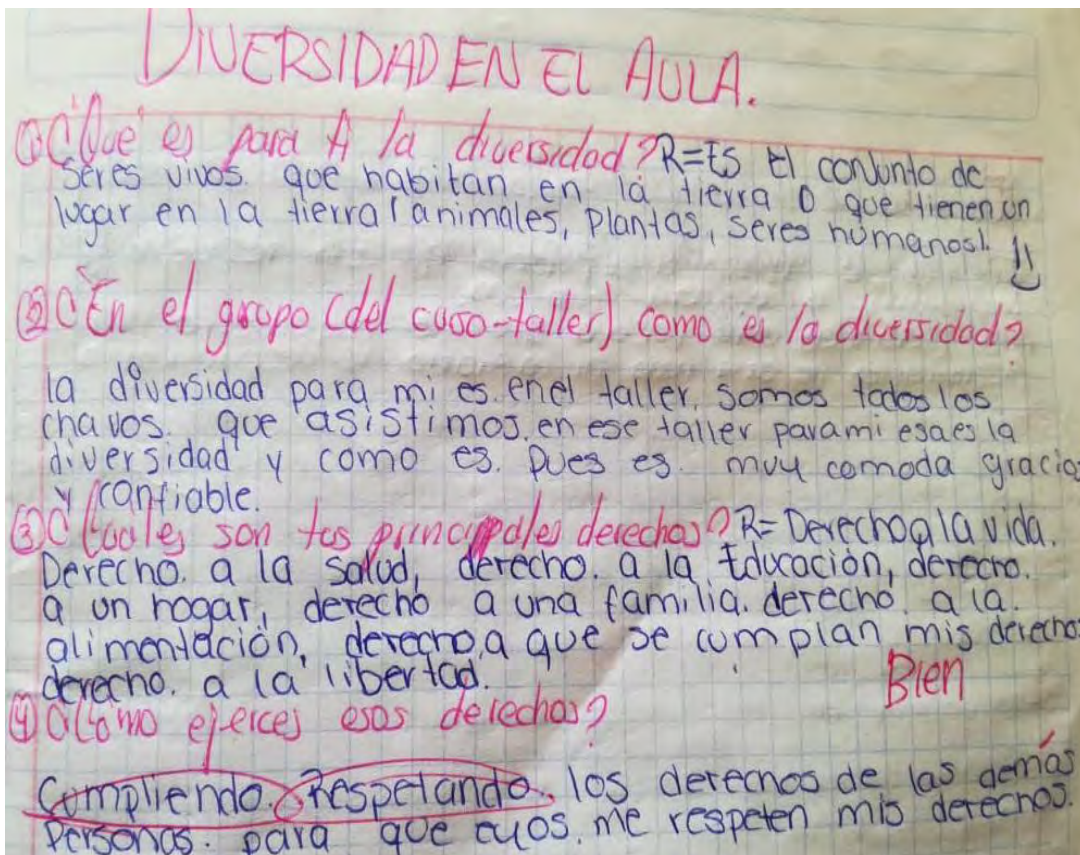 DIVERSIDAD EN EL AULA.
① ¿Qué es para la diversidad? R= Es El conjunto de
seres vivos. que habitan en la tierra o que tienen un
lugar en la tierra (animales, plantas, seres humanos).
② ¿En el grupo (del curso-taller) como es la diversidad?
la diversidad para mi es. en el taller. somos todos los
chavos. que asistimos. en ese taller para mi esa es la
diversidad y como es. pues es. muy comoda
y confiable.
③ ¿Cuales son tus principales derechos? R= Derecho a la vida.
Derecho. a la salud, derecho. a la Educación, derecho.
a un hogar, derecho a una familia. derecho a la.
alimentación, derecho, a que se cumplan mis derechos
derecho. a la libertad.
Bien
④ ¿Como ejerces esos derechos?
Cumpliendo. Respetando. los derechos de las demás
Personas. para que ellos. me respeten mis derechos.